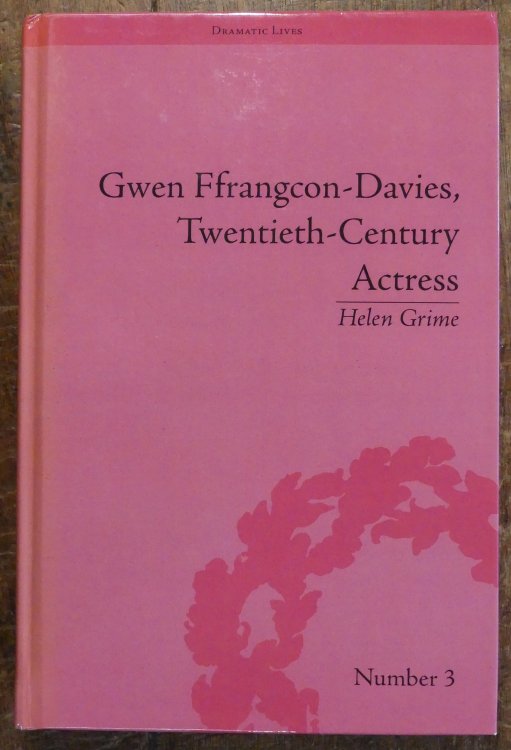 Dramatic Lives
Gwen Ffrangcon-Davies,
Twentieth-Century
Actress
Helen Grime
Number 3